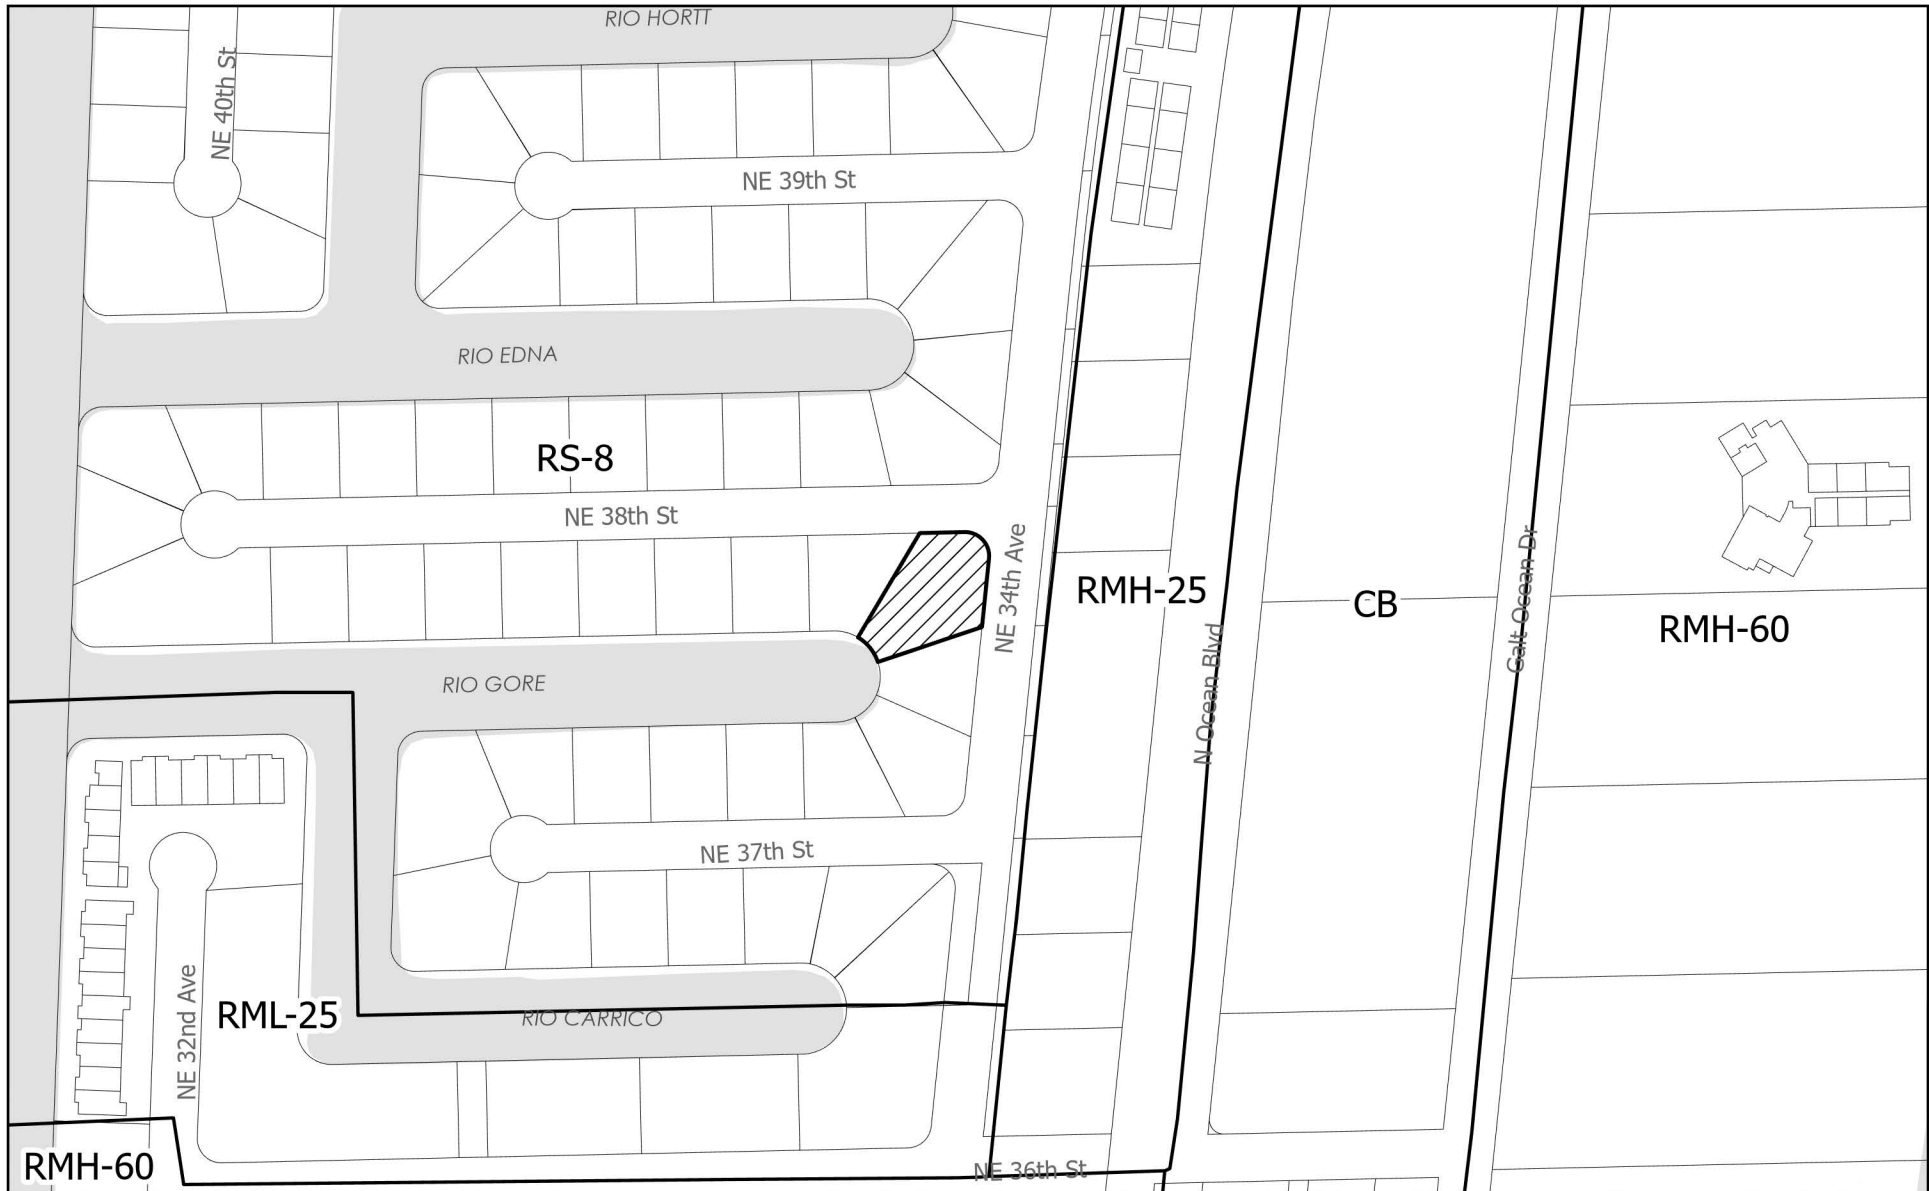 RIO HORTT
NE 40th St
NE 39th St
RIO EDNA
RS-8
NE 38th St
NE 34th Ave
RMH-25
CB
Galt Ocean Dr
RMH-60
N Ocean Blvd
RIO GORE
NE 37th St
NE 32nd Ave
RML-25
RIO CARRICO
RMH-60
NE 36th St